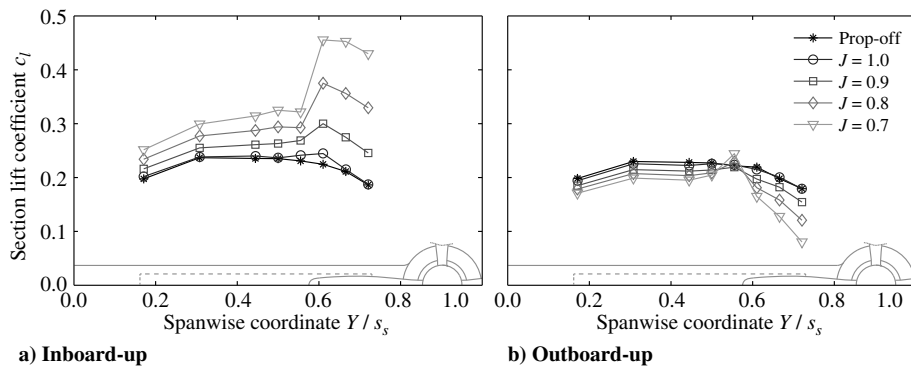 0.5
0.4
0.3
0.2
0.1
0.0
Section lift coefficient c_l
0.0 0.2 0.4 0.6 0.8 1.0
Spanwise coordinate Y / s_s
a) Inboard-up
Prop-off
J = 1.0
J = 0.9
J = 0.8
J = 0.7
0.0 0.2 0.4 0.6 0.8 1.0
Spanwise coordinate Y / s_s
b) Outboard-up